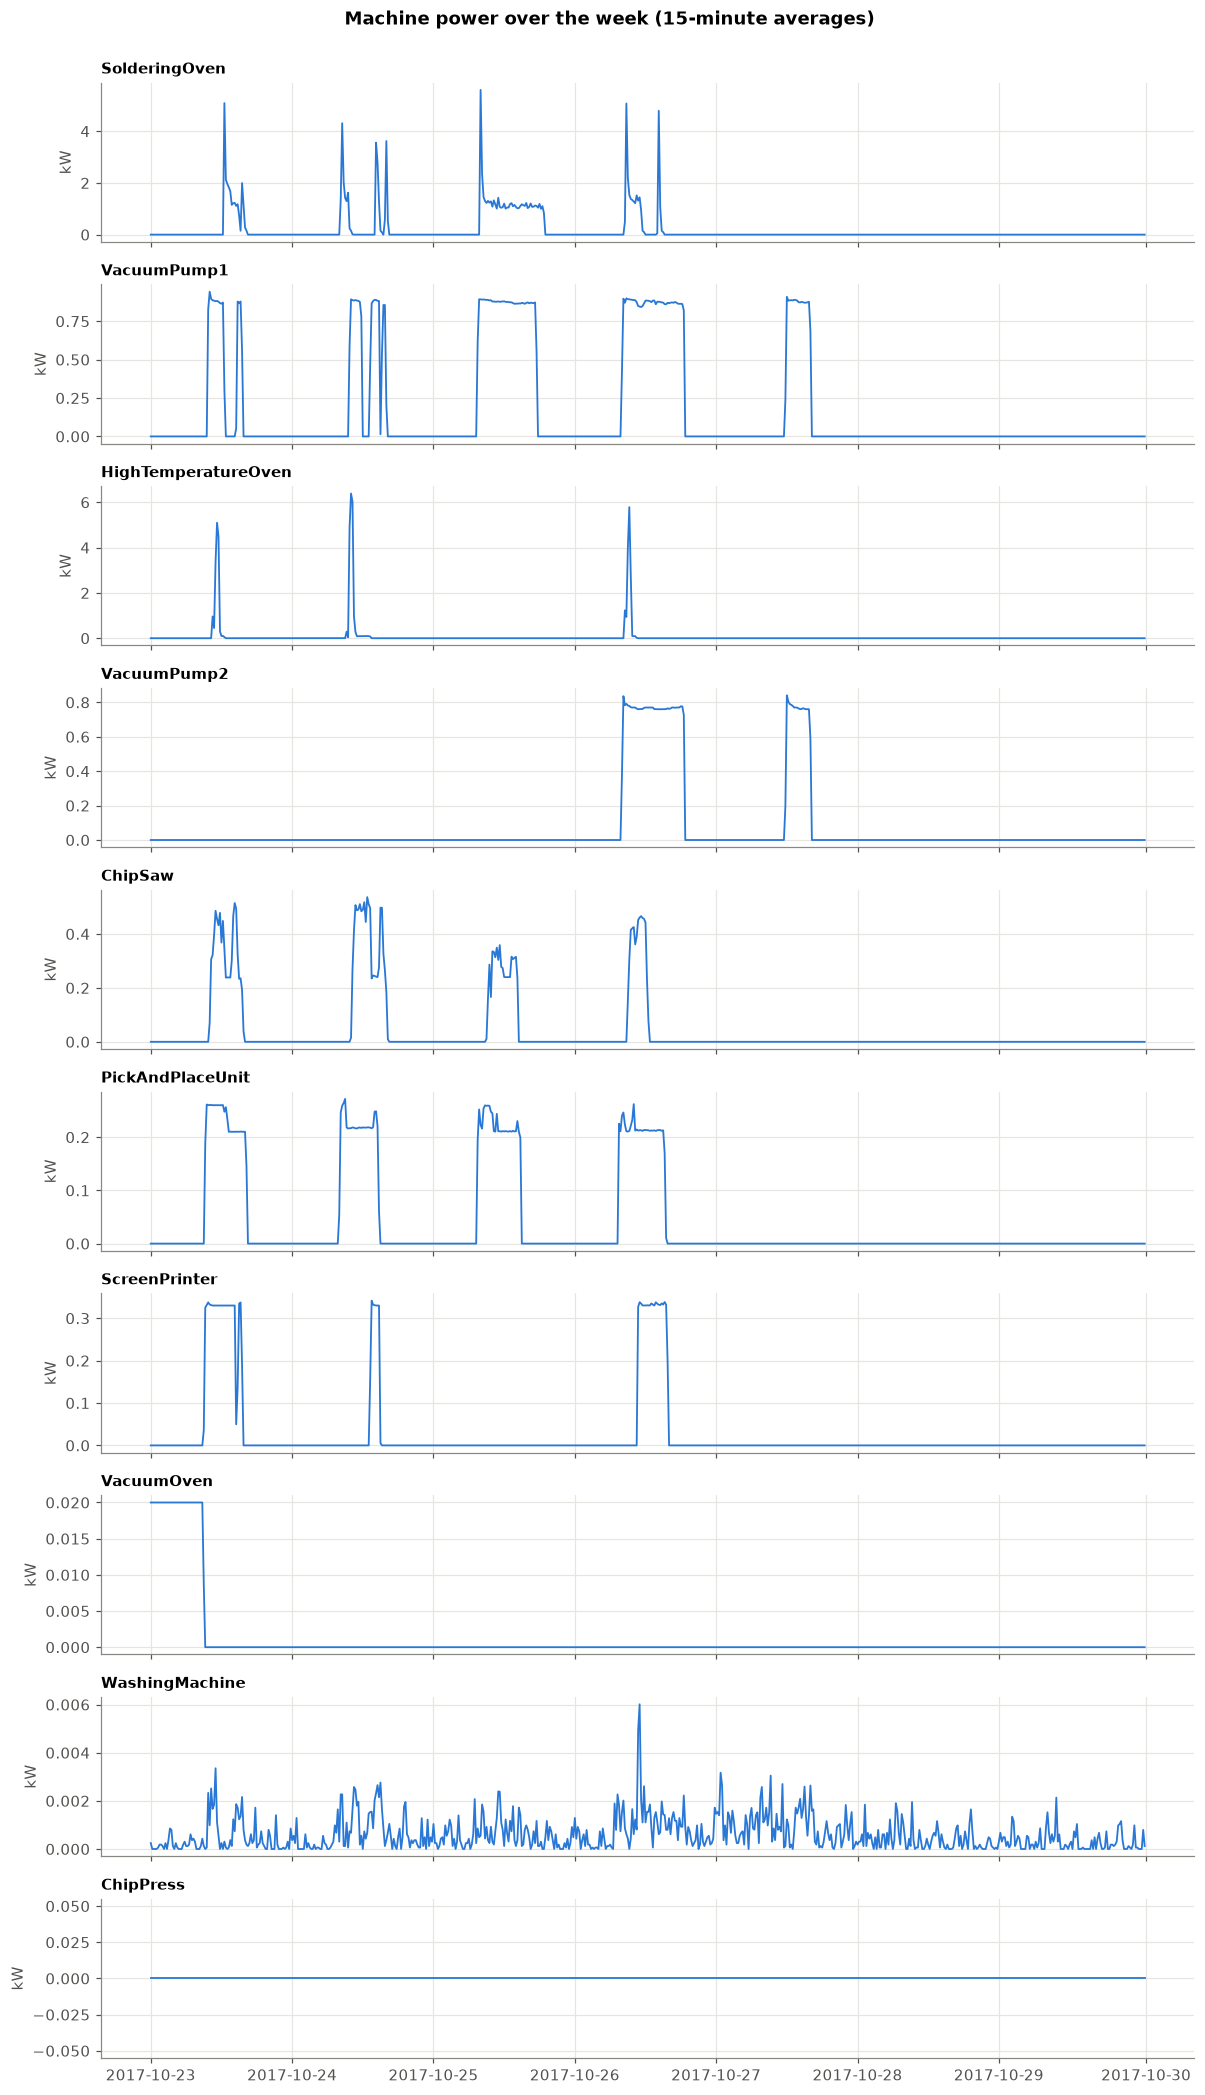 Machine power over the week (15-minute averages)
SolderingOven
4
2
0
kW
VacuumPump1
0.75
0.50
0.25
0.00
kW
HighTemperatureOven
6
4
2
0
kW
VacuumPump2
0.8
0.6
0.4
0.2
0.0
kW
ChipSaw
0.4
0.2
0.0
kW
PickAndPlaceUnit
0.2
0.1
0.0
kW
ScreenPrinter
0.3
0.2
0.1
0.0
kW
VacuumOven
0.020
0.015
0.010
0.005
0.000
kW
WashingMachine
0.006
0.004
0.002
0.000
kW
ChipPress
0.050
0.025
0.000
−0.025
−0.050
kW
2017-10-23 2017-10-24 2017-10-25 2017-10-26 2017-10-27 2017-10-28 2017-10-29 2017-10-30